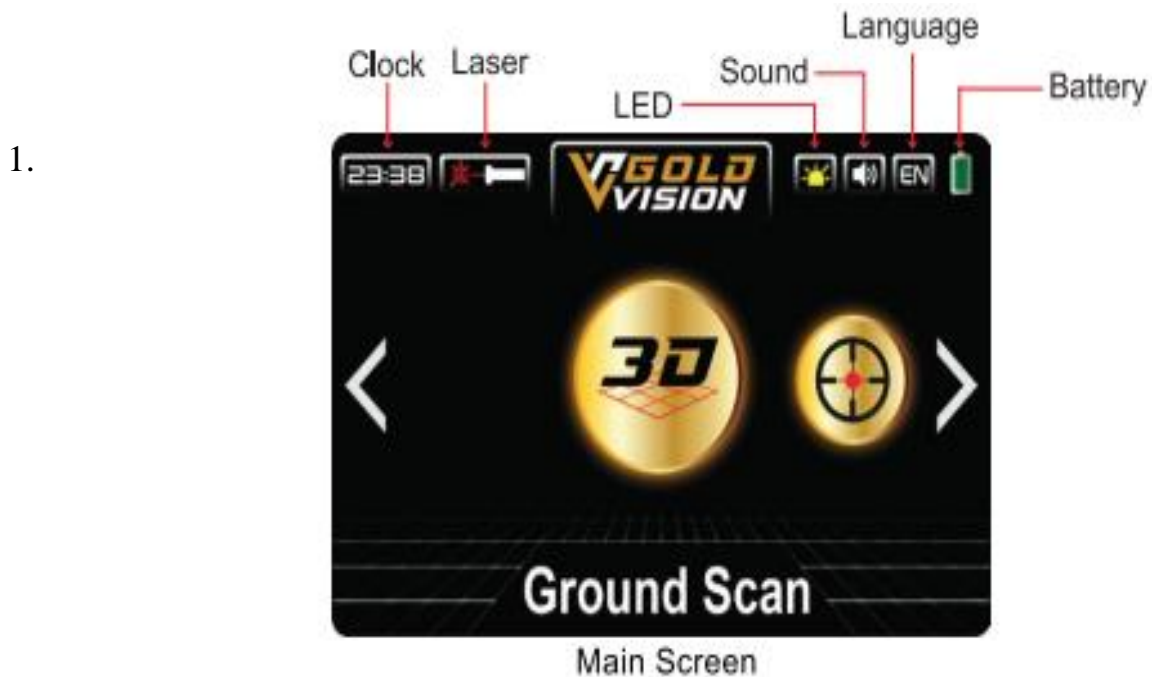 Language
Clock Laser Sound Battery
LED
1.
23:38 GOLD EN
VISION
3D
Ground Scan
Main Screen